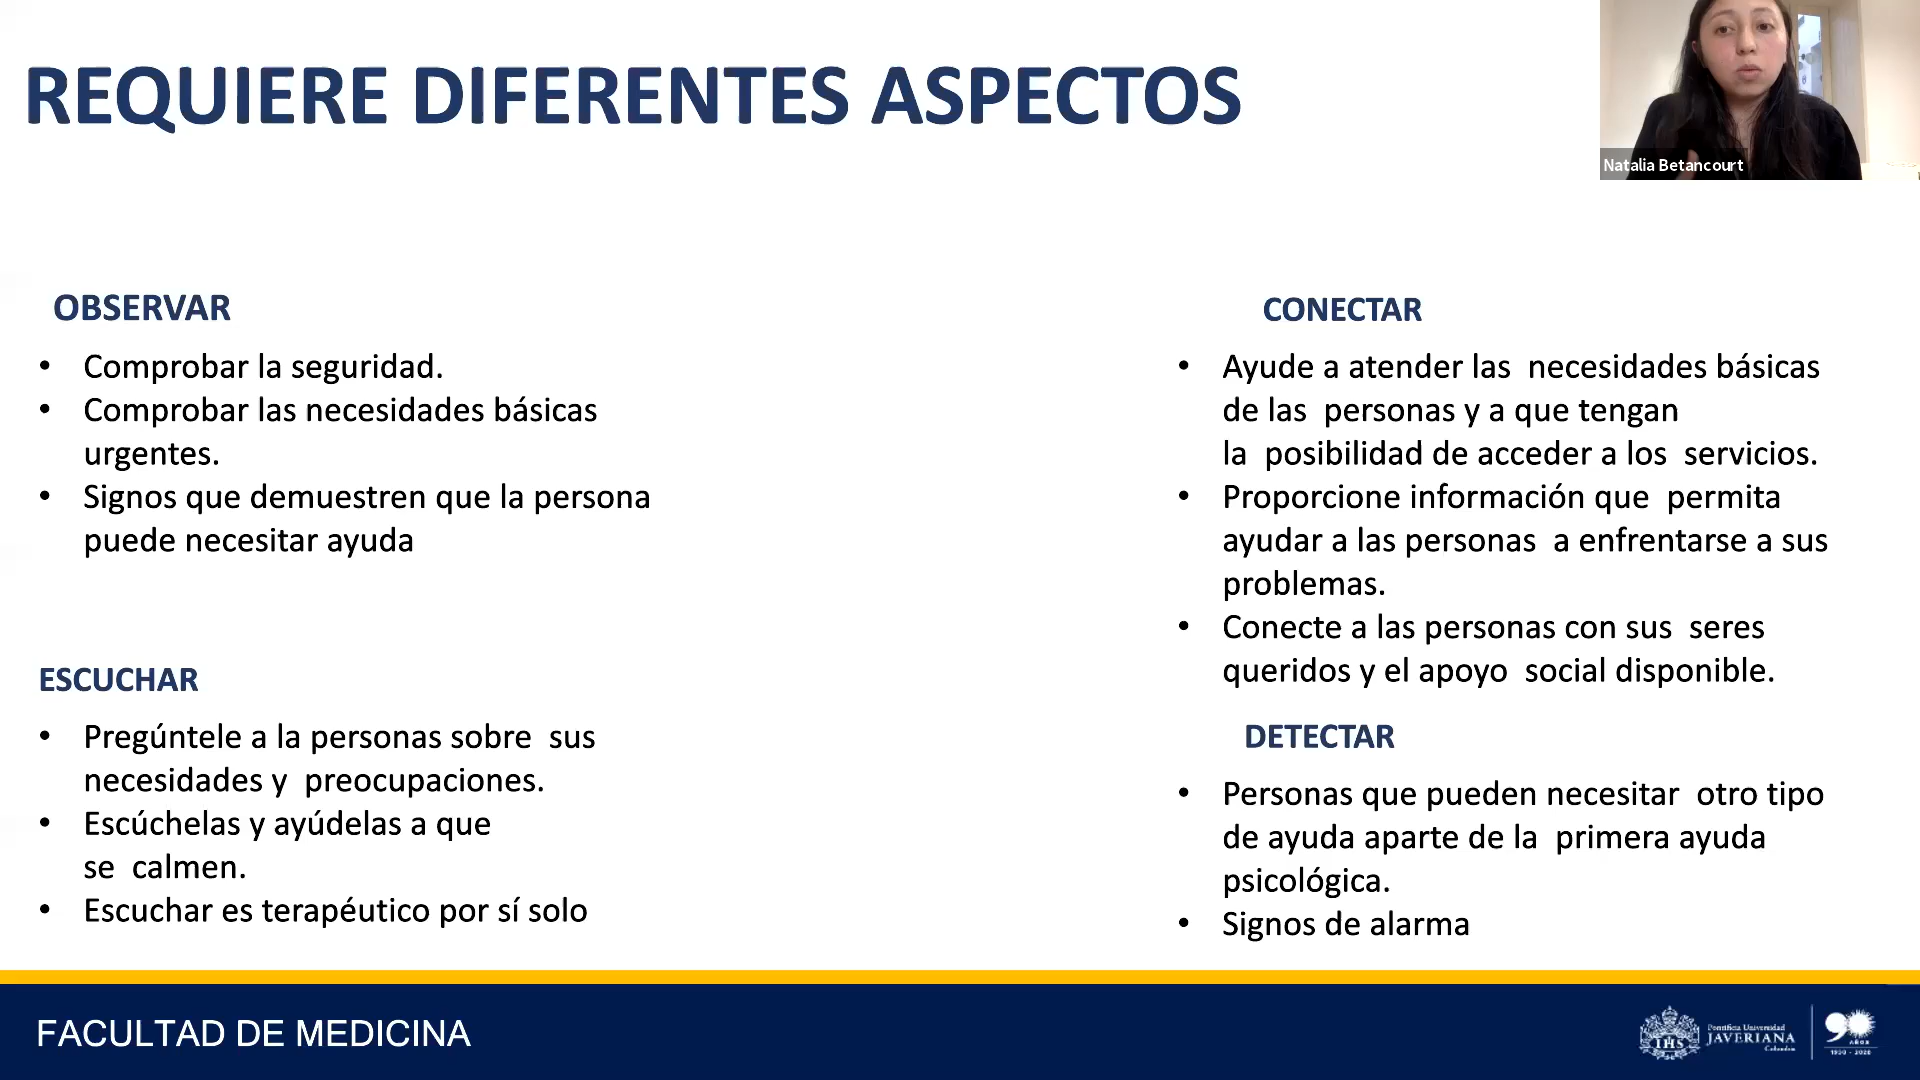 REQUIERE DIFERENTES ASPECTOS
Natalia Betancourt
OBSERVAR
• Comprobar la seguridad.
• Comprobar las necesidades básicas
urgentes.
• Signos que demuestren que la persona
puede necesitar ayuda
ESCUCHAR
• Pregúntele a la personas sobre sus
necesidades y preocupaciones.
• Escúchelas y ayúdelas a que
se calmen.
• Escuchar es terapéutico por sí solo
CONECTAR
• Ayude a atender las necesidades básicas
de las personas y a que tengan
la posibilidad de acceder a los servicios.
• Proporcione información que permita
ayudar a las personas a enfrentarse a sus
problemas.
• Conecte a las personas con sus seres
queridos y el apoyo social disponible.
DETECTAR
• Personas que pueden necesitar otro tipo
de ayuda aparte de la primera ayuda
psicológica.
• Signos de alarma
FACULTAD DE MEDICINA
IHS
Pontificia Universidad
JAVERIANA
Colombia
90
AÑOS
1930 - 2020